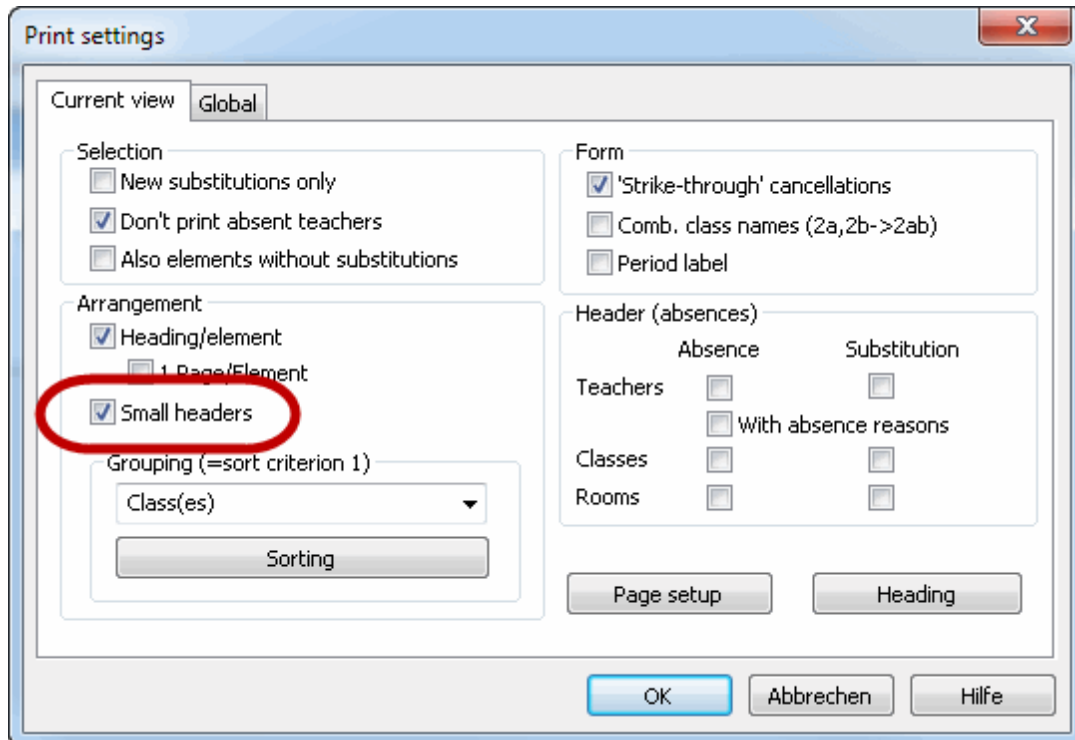 Print settings
Current view
Global
Selection
New substitutions only
Don't print absent teachers
Also elements without substitutions
Arrangement
Heading/element
1 Page/Element
Small headers
Grouping (=sort criterion 1)
Class(es)
Sorting
Form
'Strike-through' cancellations
Comb. class names (2a,2b->2ab)
Period label
Header (absences)
Absence Substitution
Teachers
With absence reasons
Classes
Rooms
Page setup
Heading
OK
Abbrechen
Hilfe